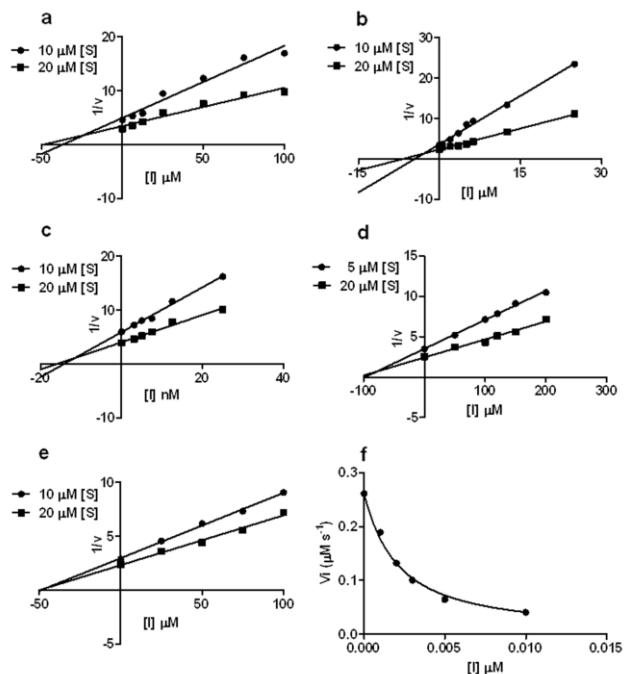 a
10 µM [S]
20 µM [S]
1/v
20
10
-10
-50
50
100
[I] µM
b
10 µM [S]
20 µM [S]
1/v
30
20
10
-10
-15
15
30
[I] µM
c
10 µM [S]
20 µM [S]
1/v
20
10
-10
-20
20
40
[I] nM
d
5 µM [S]
20 µM [S]
1/v
15
10
5
-5
-100
100
200
300
[I] µM
e
10 µM [S]
20 µM [S]
1/v
10
5
-5
-50
50
100
[I] µM
f
Vi (µM s-1)
0.3
0.2
0.1
0.0
0.000
0.005
0.010
0.015
[I] µM